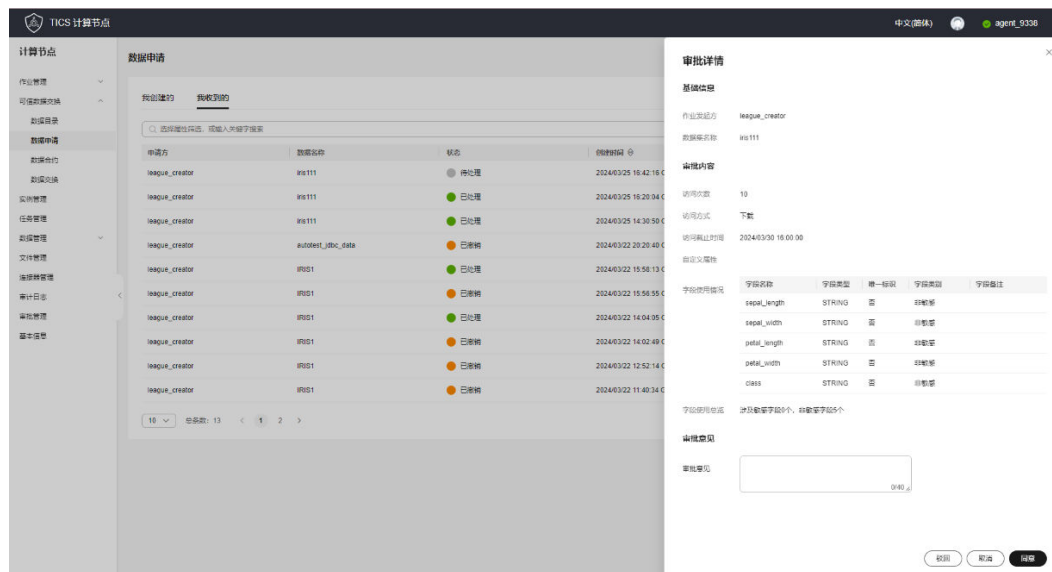 TICS 计算节点
中文(简体)
agent_9338
计算节点
作业管理
可信数据交换
数据目录
数据申请
数据合约
数据交换
实例管理
任务管理
数据管理
文件管理
连接器管理
审计日志
审批管理
基本信息
数据申请
我创建的 我收到的
选择属性筛选，或输入关键字搜索
申请方 数据名称 状态 创建时间
league_creator iris111 待处理 2024/03/25 16:42:16 G
league_creator iris111 已处理 2024/03/25 16:20:04 G
league_creator iris111 已处理 2024/03/25 14:30:50 G
league_creator autotest_jdbc_data 已撤销 2024/03/22 20:20:40 G
league_creator IRIS1 已处理 2024/03/22 15:58:13 G
league_creator IRIS1 已撤销 2024/03/22 15:56:55 G
league_creator IRIS1 已处理 2024/03/22 14:04:05 G
league_creator IRIS1 已撤销 2024/03/22 14:02:49 G
league_creator IRIS1 已撤销 2024/03/22 12:52:14 G
league_creator IRIS1 已撤销 2024/03/22 11:40:34 G
10 总条数: 13 < 1 2 >
审批详情
基础信息
作业发起方 league_creator
数据集名称 iris111
审批内容
访问次数 10
访问方式 下载
访问截止时间 2024/03/30 16:00:00
自定义属性
字段使用情况
字段名称 字段类型 唯一标识 字段类别 字段备注
sepal_length STRING 否 非敏感
sepal_width STRING 否 非敏感
petal_length STRING 否 非敏感
petal_width STRING 否 非敏感
class STRING 否 非敏感
字段使用总览 涉及敏感字段0个，非敏感字段5个
审批意见
审批意见
0/40
驳回 取消 同意